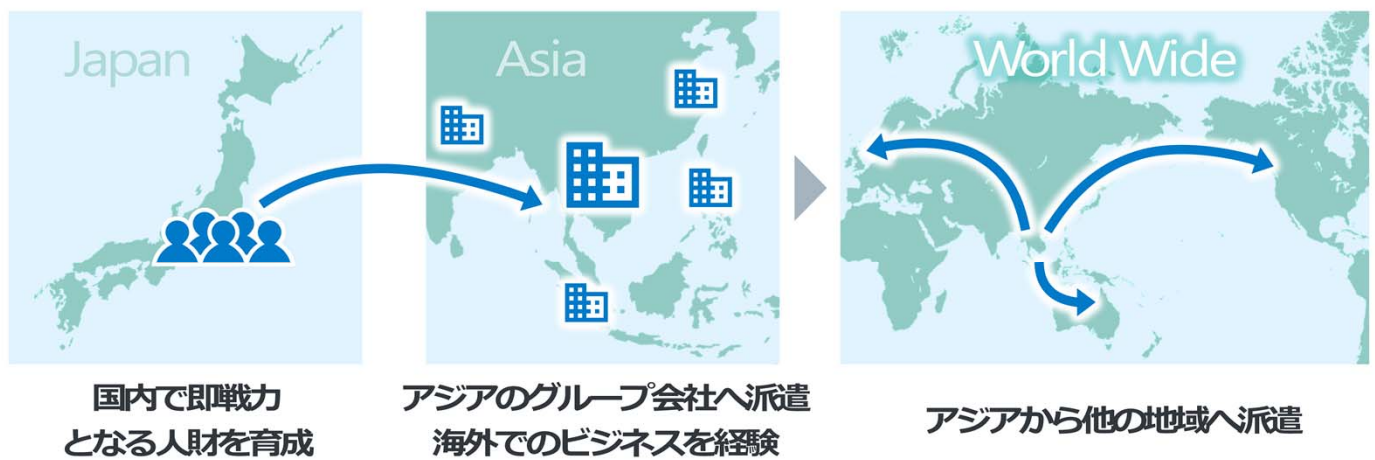 Japan
Asia
World Wide
国内で即戦力
となる人財を育成
アジアのグループ会社へ派遣
海外でのビジネスを経験
アジアから他の地域へ派遣